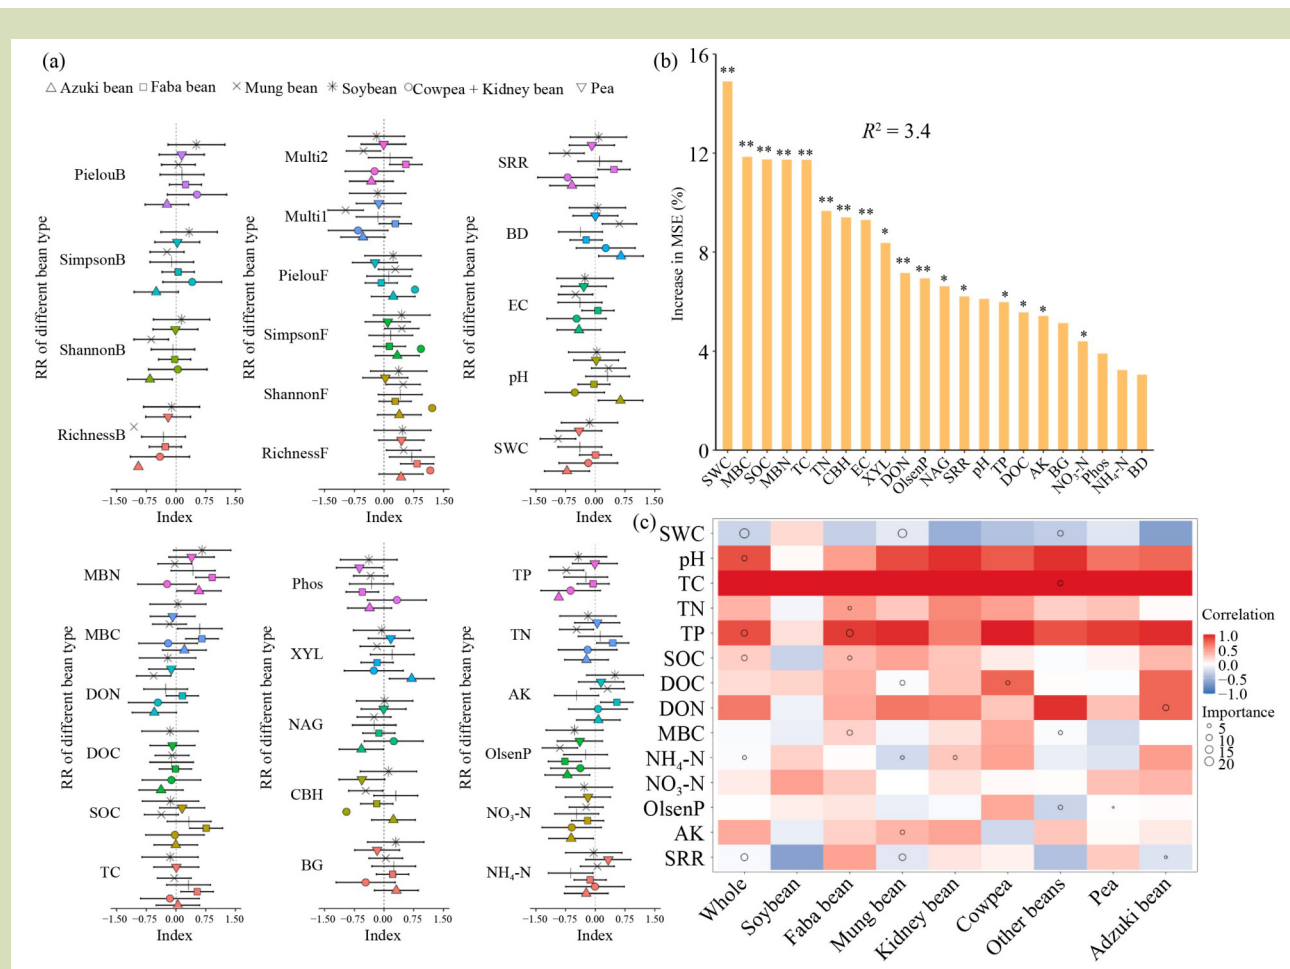 (a)
Azuki bean Faba bean Mung bean Soybean Cowpea + Kidney bean Pea
RR of different bean type
PielouB
SimpsonB
ShannonB
RichnessB
−1.50 −0.75 0.00 0.75 1.50
Index
RR of different bean type
Multi2
Multi1
PielouF
SimpsonF
ShannonF
RichnessF
−1.50 −0.75 0.00 0.75 1.50
Index
RR of different bean type
SRR
BD
EC
pH
SWC
−1.50 −0.75 0.00 0.75 1.50
Index
RR of different bean type
MBN
MBC
DON
DOC
SOC
TC
−1.50 −0.75 0.00 0.75 1.50
Index
RR of different bean type
Phos
XYL
NAG
CBH
BG
−1.50 −0.75 0.00 0.75 1.50
Index
RR of different bean type
TP
TN
AK
OlsenP
NO₃-N
NH₄-N
−1.50 −0.75 0.00 0.75 1.50
Index
(b)
Increase in MSE (%)
16
12
8
4
0
R² = 3.4
** ** ** ** ** ** ** ** * ** ** * * * * * *
SWC MBC SOC MBN TC TN CBH EC XYL DON OlsenP NAG SRR pH TP DOC AK BG NO₃-N Phos NH₄-N BD
(c)
SWC
pH
TC
TN
TP
SOC
DOC
DON
MBC
NH₄-N
NO₃-N
OlsenP
AK
SRR
Whole Soybean Faba bean Mung bean Kidney bean Cowpea Other beans Pea Adzuki bean
Correlation
1.0
0.5
0.0
−0.5
−1.0
Importance
5
10
15
20